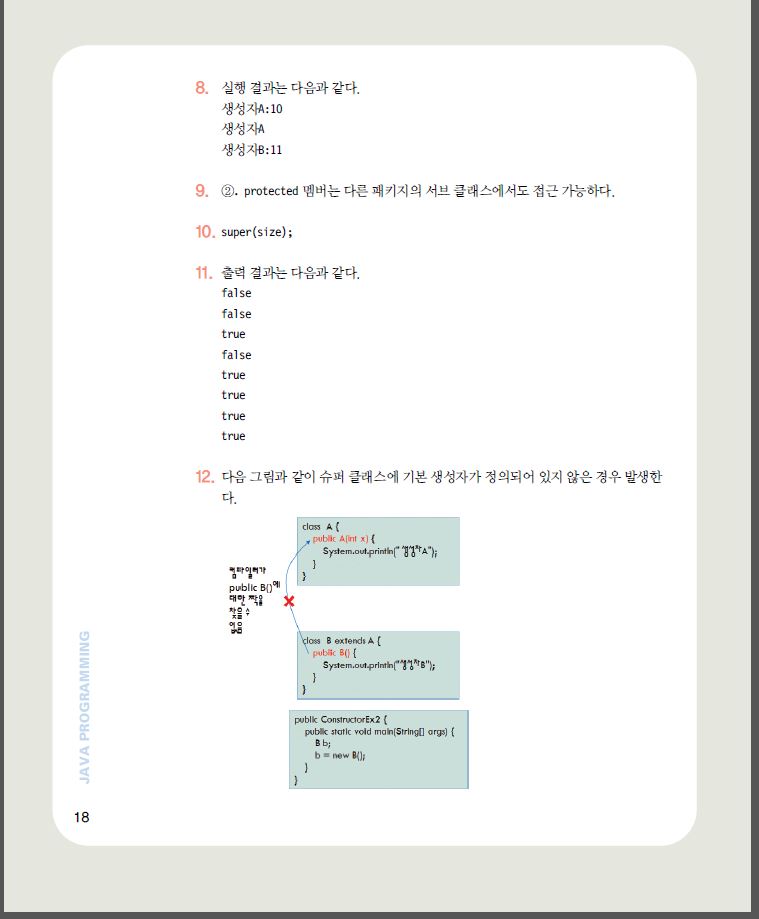 8. 실행 결과는 다음과 같다.
생성자A:10
생성자A
생성자B:11
9. ②. protected 멤버는 다른 패키지의 서브 클래스에서도 접근 가능하다.
10. super(size);
11. 출력 결과는 다음과 같다.
false
false
true
false
true
true
true
true
12. 다음 그림과 같이 슈퍼 클래스에 기본 생성자가 정의되어 있지 않은 경우 발생한
다.
class A {
public A(int x) {
System.out.println("생성자A");
}
}
컴파일러가
public B()에
대한 짝을
찾을 수
없음
class B extends A {
public B() {
System.out.println("생성자B");
}
}
public ConstructorEx2 {
public static void main(String[] args) {
B b;
b = new B();
}
}
JAVA PROGRAMMING
18